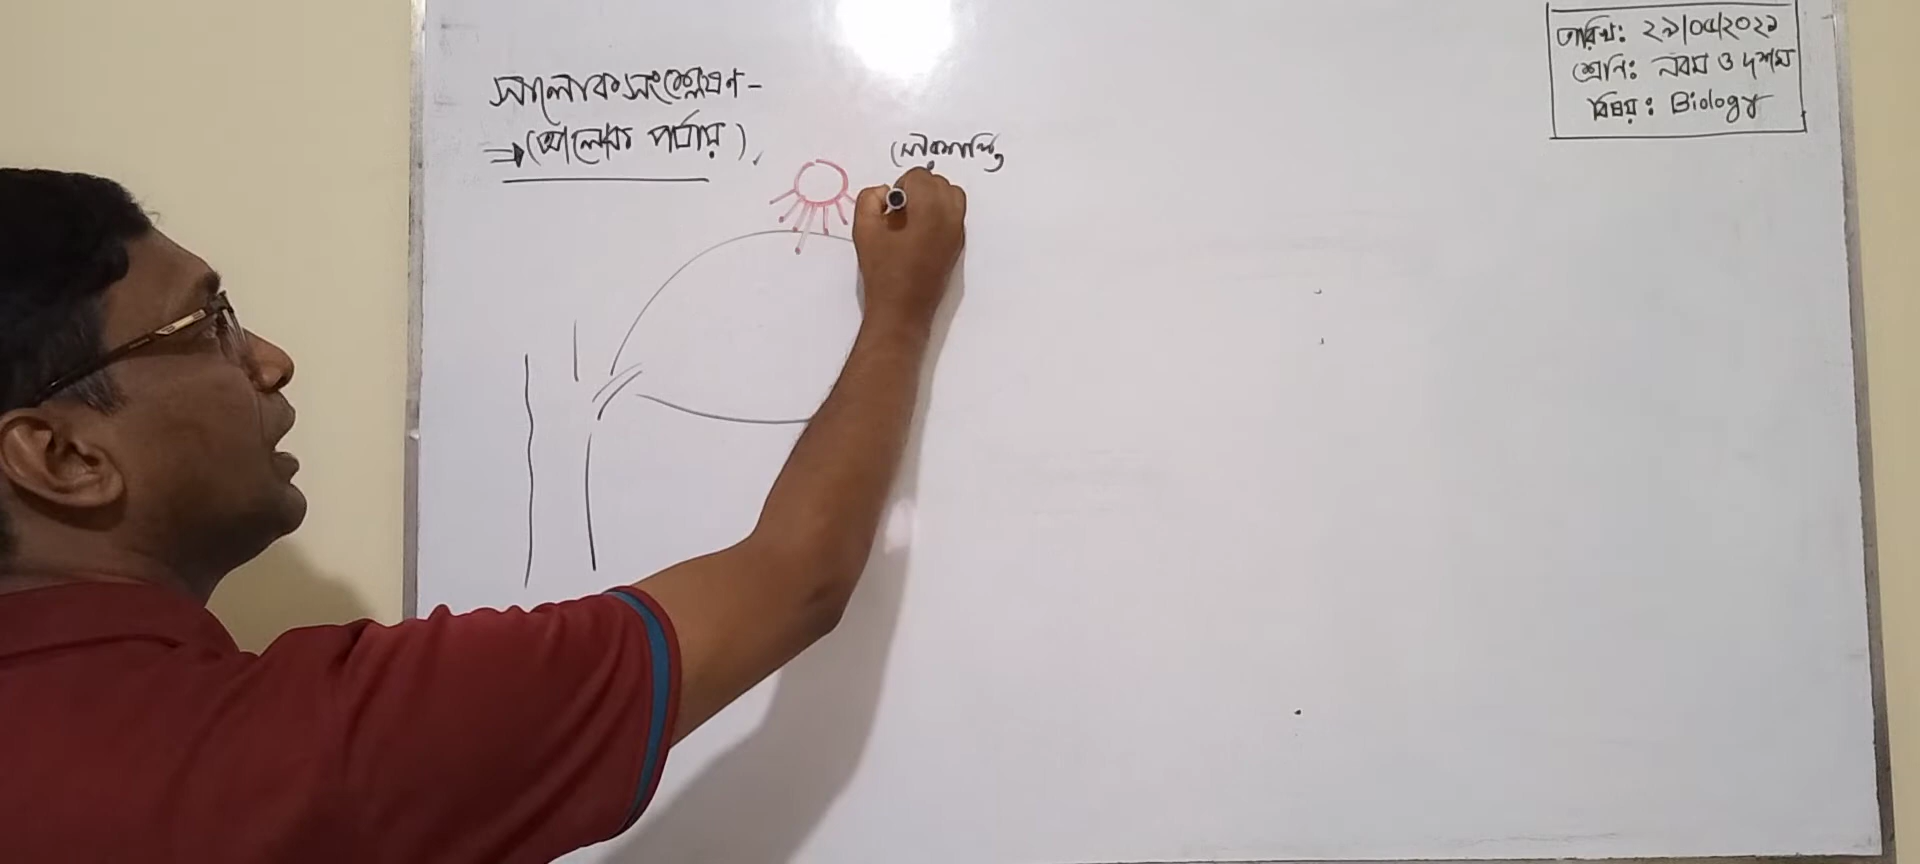 সালোকসংশ্লেষণ-
→(আলোক পর্যায়).
সৌরশক্তি
তারিখ: ২৯/০৫/২০২১
শ্রেণি: নবম ও দশম
বিষয়: Biology